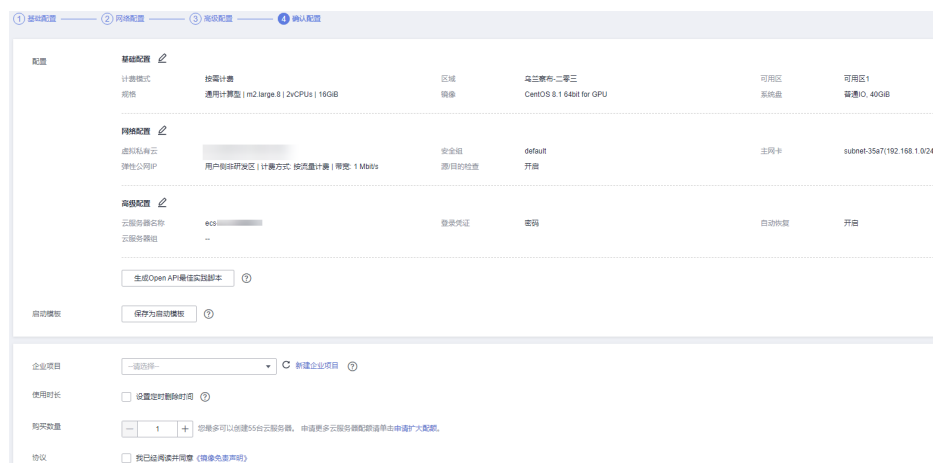 1 基础配置 2 网络配置 3 高级配置 4 确认配置
配置 基础配置
计费模式 按需计费 区域 乌兰察布-二零三 可用区 可用区1
规格 通用计算型 | m2.large.8 | 2vCPUs | 16GiB 镜像 CentOS 8.1 64bit for GPU 系统盘 普通IO, 40GiB
网络配置
虚拟私有云 安全组 default 主网卡 subnet-35a7(192.168.1.0/24
弹性公网IP 用户侧非研发区 | 计费方式: 按流量计费 | 带宽: 1 Mbit/s 源/目的检查 开启
高级配置
云服务器名称 ecs- 登录凭证 密码 自动恢复 开启
云服务器组 --
生成Open API最佳实践脚本 ?
启动模板 保存为启动模板 ?
企业项目 --请选择-- 新建企业项目 ?
使用时长 设置定时删除时间 ?
购买数量 — 1 + 您最多可以创建55台云服务器。 申请更多云服务器配额请单击申请扩大配额。
协议 我已经阅读并同意《镜像免责声明》